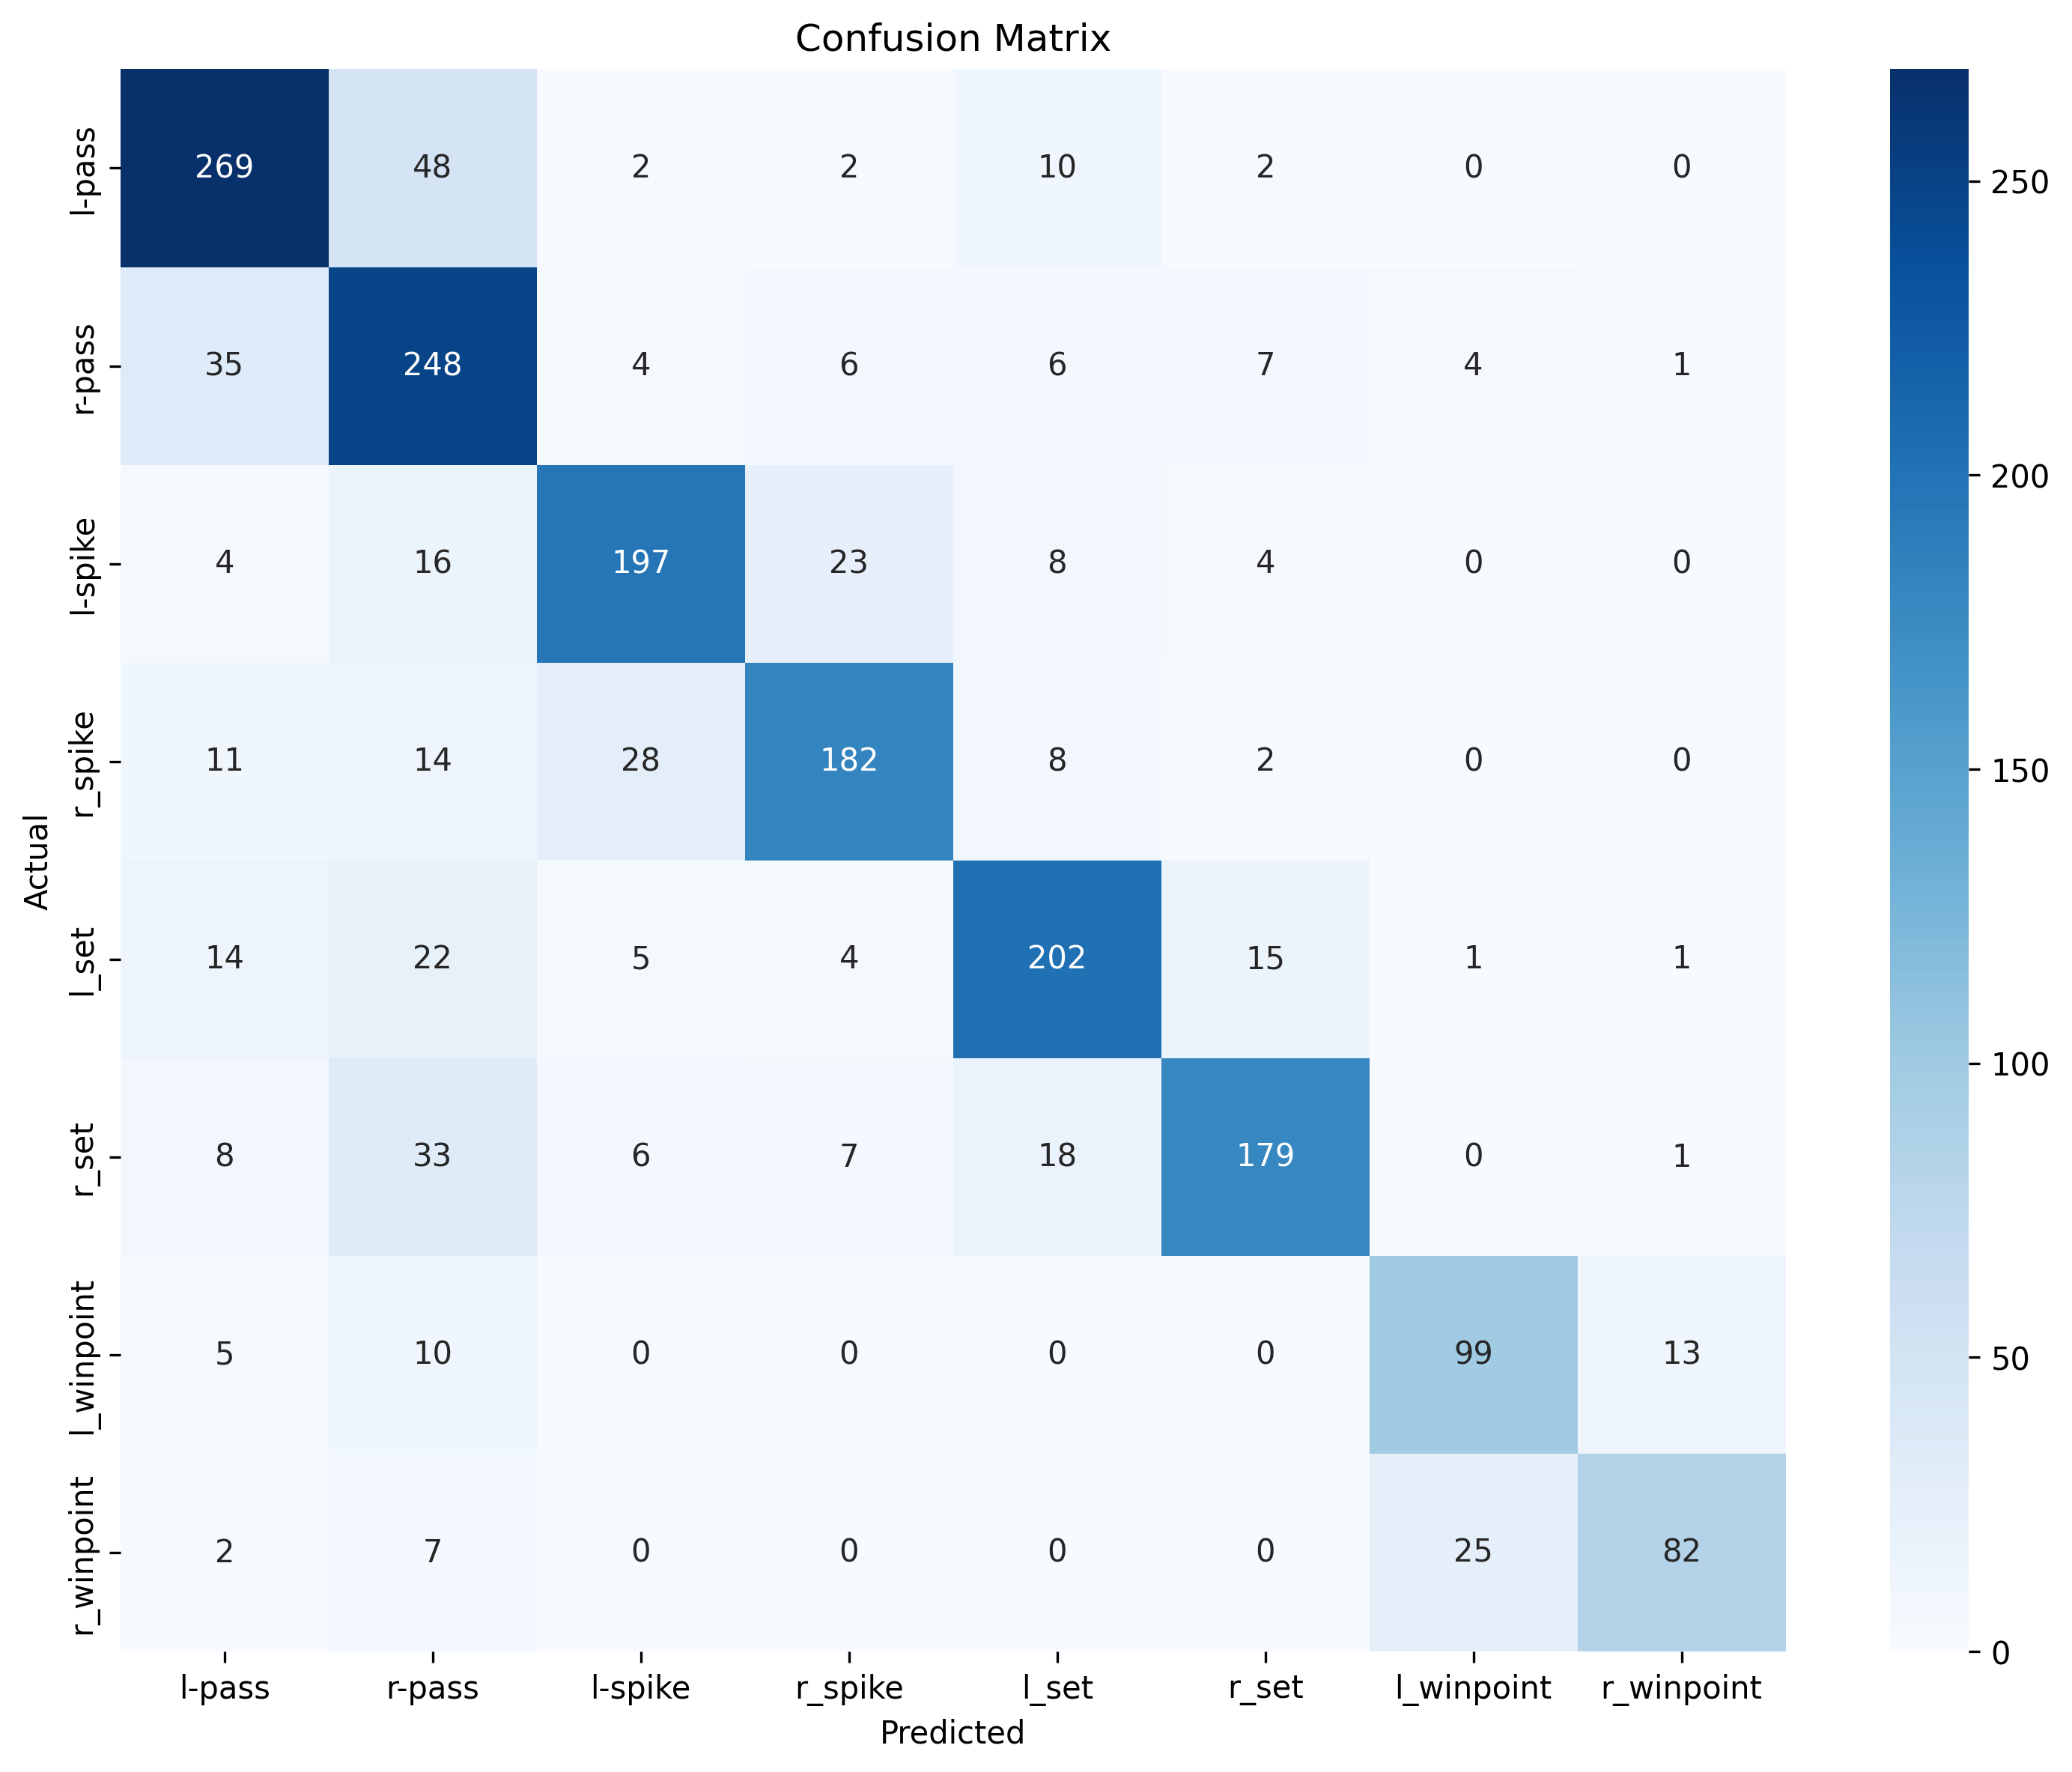 Confusion Matrix
l-pass 269 48 2 2 10 2 0 0
r-pass 35 248 4 6 6 7 4 1
l-spike 4 16 197 23 8 4 0 0
r_spike 11 14 28 182 8 2 0 0
l_set 14 22 5 4 202 15 1 1
r_set 8 33 6 7 18 179 0 1
l_winpoint 5 10 0 0 0 0 99 13
r_winpoint 2 7 0 0 0 0 25 82
l-pass r-pass l-spike r_spike l_set r_set l_winpoint r_winpoint
Predicted
Actual
250
200
150
100
50
0